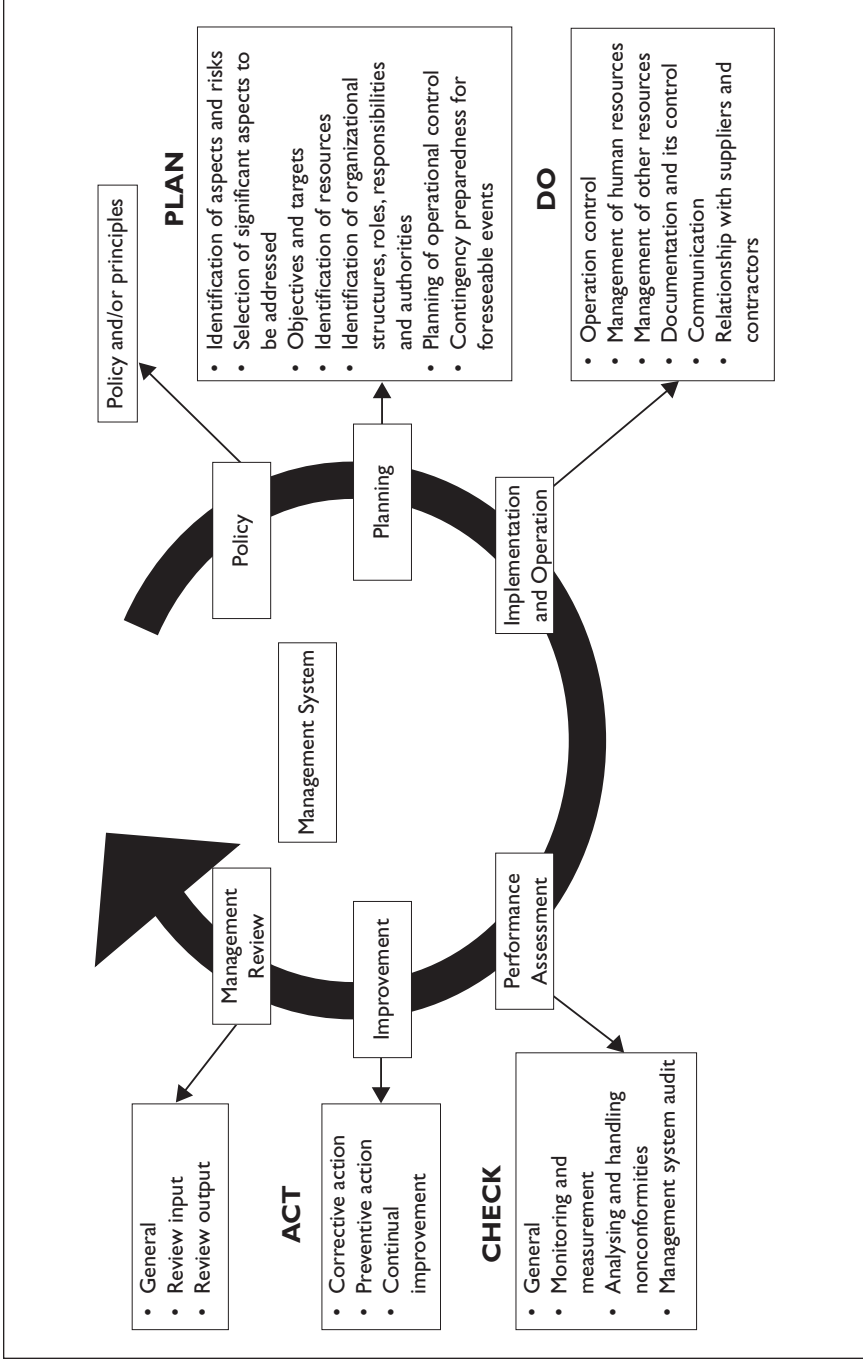 Policy and/or principles
PLAN
• Identification of aspects and risks
• Selection of significant aspects to
be addressed
• Objectives and targets
• Identification of resources
• Identification of organizational
structures, roles, responsibilities
and authorities
• Planning of operational control
• Contingency preparedness for
foreseeable events
DO
• Operation control
• Management of human resources
• Management of other resources
• Documentation and its control
• Communication
• Relationship with suppliers and
contractors
Policy
Planning
Implementation
and Operation
Management System
Management
Review
Improvement
Performance
Assessment
• General
• Review input
• Review output
ACT
• Corrective action
• Preventive action
• Continual
improvement
CHECK
• General
• Monitoring and
measurement
• Analysing and handling
nonconformities
• Management system audit